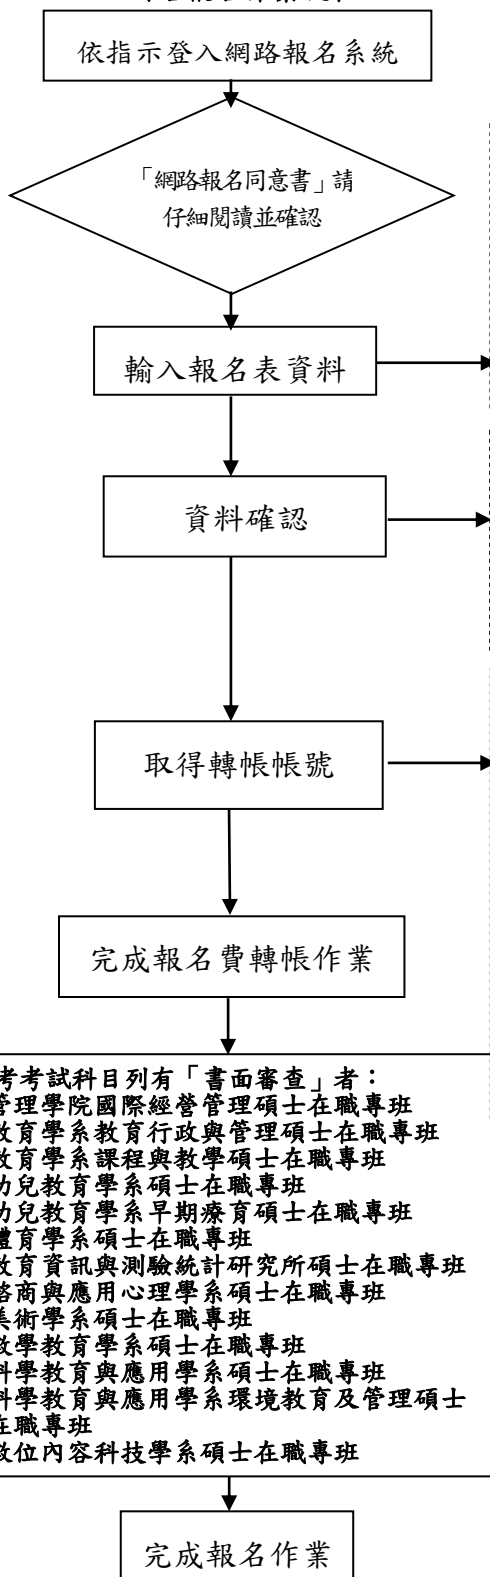 依指示登入網路報名系統
「網路報名同意書」請
仔細閱讀並確認
輸入報名表資料
資料確認
取得轉帳帳號
完成報名費轉帳作業
考考試科目列有「書面審查」者：
管理學院國際經營管理碩士在職專班
教育學系教育行政與管理碩士在職專班
教育學系課程與教學碩士在職專班
幼兒教育學系碩士在職專班
幼兒教育學系早期療育碩士在職專班
體育學系碩士在職專班
教育資訊與測驗統計研究所碩士在職專班
諮商與應用心理學系碩士在職專班
美術學系碩士在職專班
數學教育學系碩士在職專班
科學教育與應用學系碩士在職專班
科學教育與應用學系環境教育及管理碩士
在職專班
數位內容科技學系碩士在職專班
完成報名作業